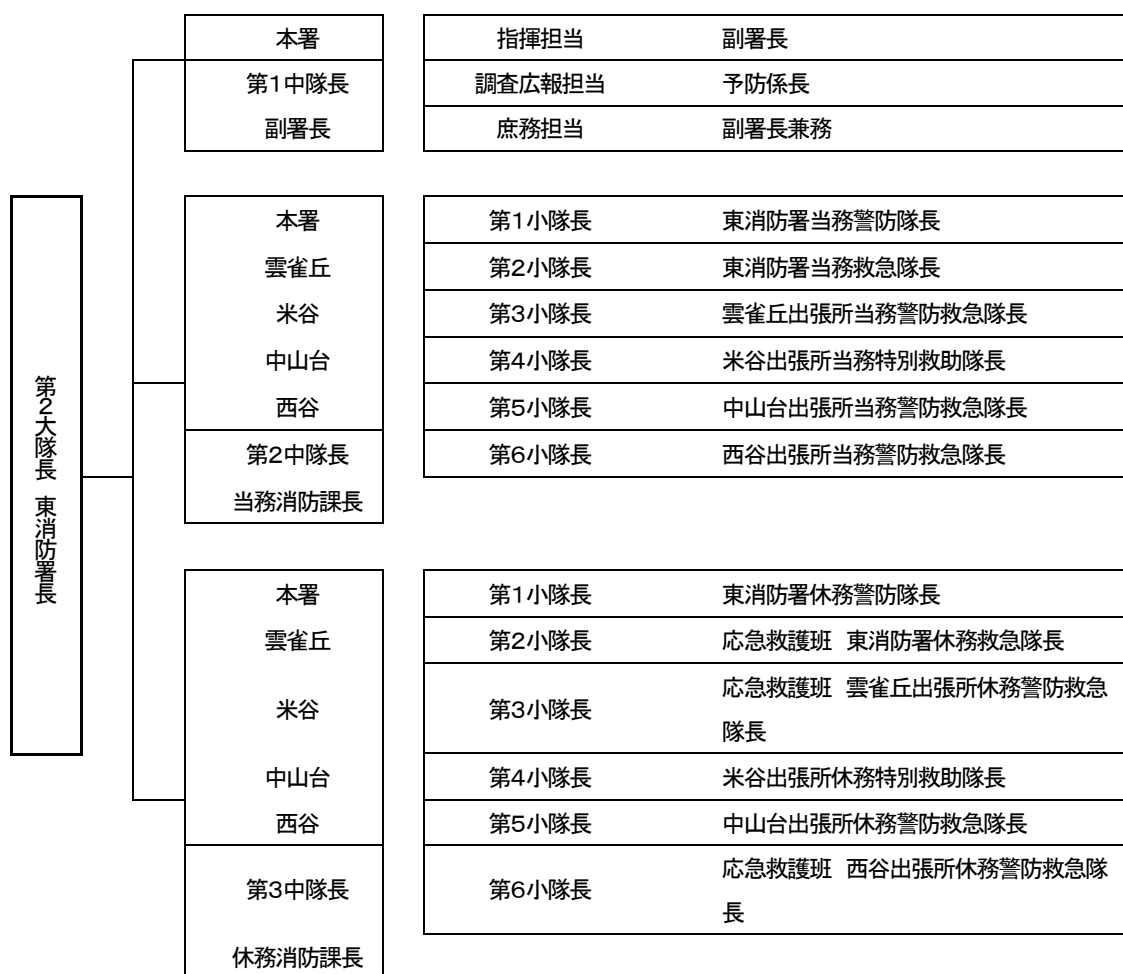 本署 指揮担当 副署長
第1中隊長 調査広報担当 予防係長
副署長 庶務担当 副署長兼務
第2大隊長 東消防署長
本署 第1小隊長 東消防署当務警防隊長
雲雀丘 第2小隊長 東消防署当務救急隊長
米谷 第3小隊長 雲雀丘出張所当務警防救急隊長
中山台 第4小隊長 米谷出張所当務特別救助隊長
西谷 第5小隊長 中山台出張所当務警防救急隊長
第2中隊長 第6小隊長 西谷出張所当務警防救急隊長
当務消防課長
本署 第1小隊長 東消防署休務警防隊長
雲雀丘 第2小隊長 応急救護班 東消防署休務救急隊長
米谷 第3小隊長 応急救護班 雲雀丘出張所休務警防救急
隊長
中山台 第4小隊長 米谷出張所休務特別救助隊長
西谷 第5小隊長 中山台出張所休務警防救急隊長
第3中隊長 第6小隊長 応急救護班 西谷出張所休務警防救急隊
長
休務消防課長